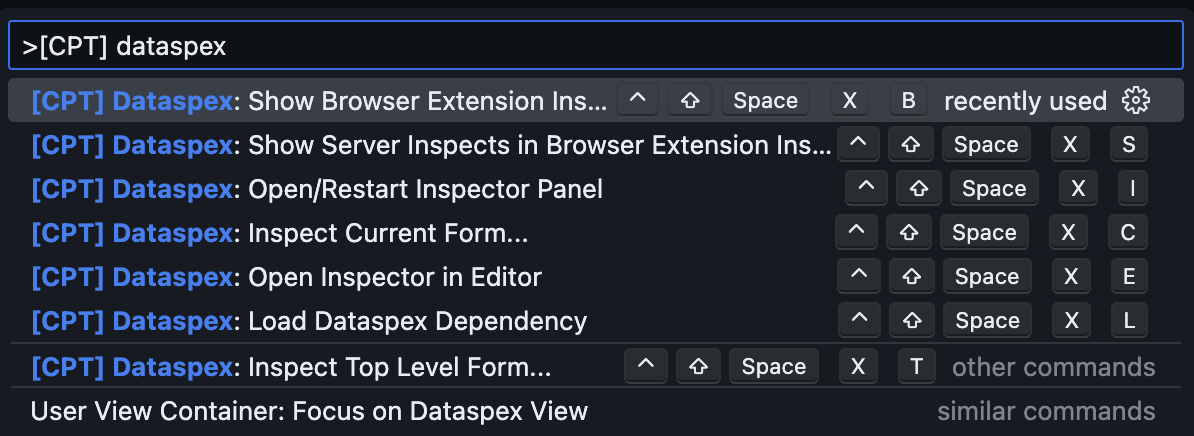 >[CPT] dataspex
[CPT] Dataspex: Show Browser Extension Ins... ^ ⇧ Space X B recently used
[CPT] Dataspex: Show Server Inspects in Browser Extension Ins... ^ ⇧ Space X S
[CPT] Dataspex: Open/Restart Inspector Panel ^ ⇧ Space X I
[CPT] Dataspex: Inspect Current Form... ^ ⇧ Space X C
[CPT] Dataspex: Open Inspector in Editor ^ ⇧ Space X E
[CPT] Dataspex: Load Dataspex Dependency ^ ⇧ Space X L
[CPT] Dataspex: Inspect Top Level Form... ^ ⇧ Space X T other commands
User View Container: Focus on Dataspex View similar commands